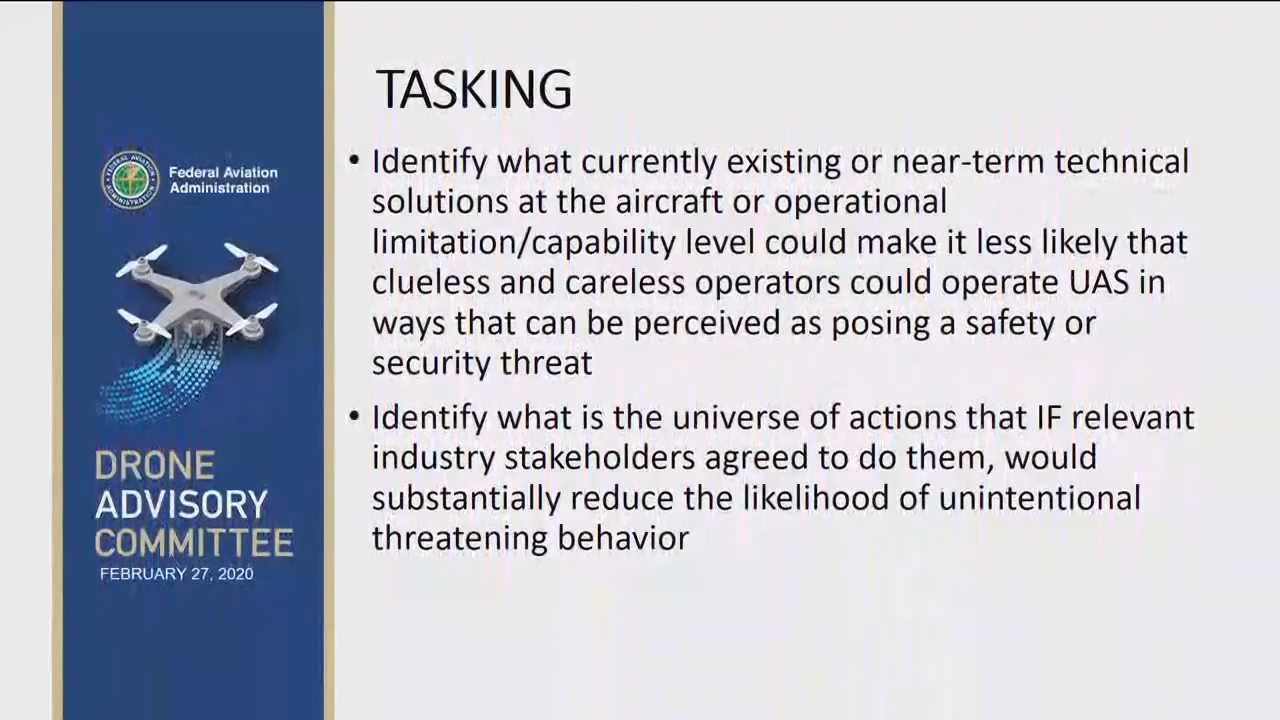 Federal Aviation
Administration
DRONE
ADVISORY
COMMITTEE
FEBRUARY 27, 2020
TASKING
• Identify what currently existing or near-term technical
solutions at the aircraft or operational
limitation/capability level could make it less likely that
clueless and careless operators could operate UAS in
ways that can be perceived as posing a safety or
security threat
• Identify what is the universe of actions that IF relevant
industry stakeholders agreed to do them, would
substantially reduce the likelihood of unintentional
threatening behavior